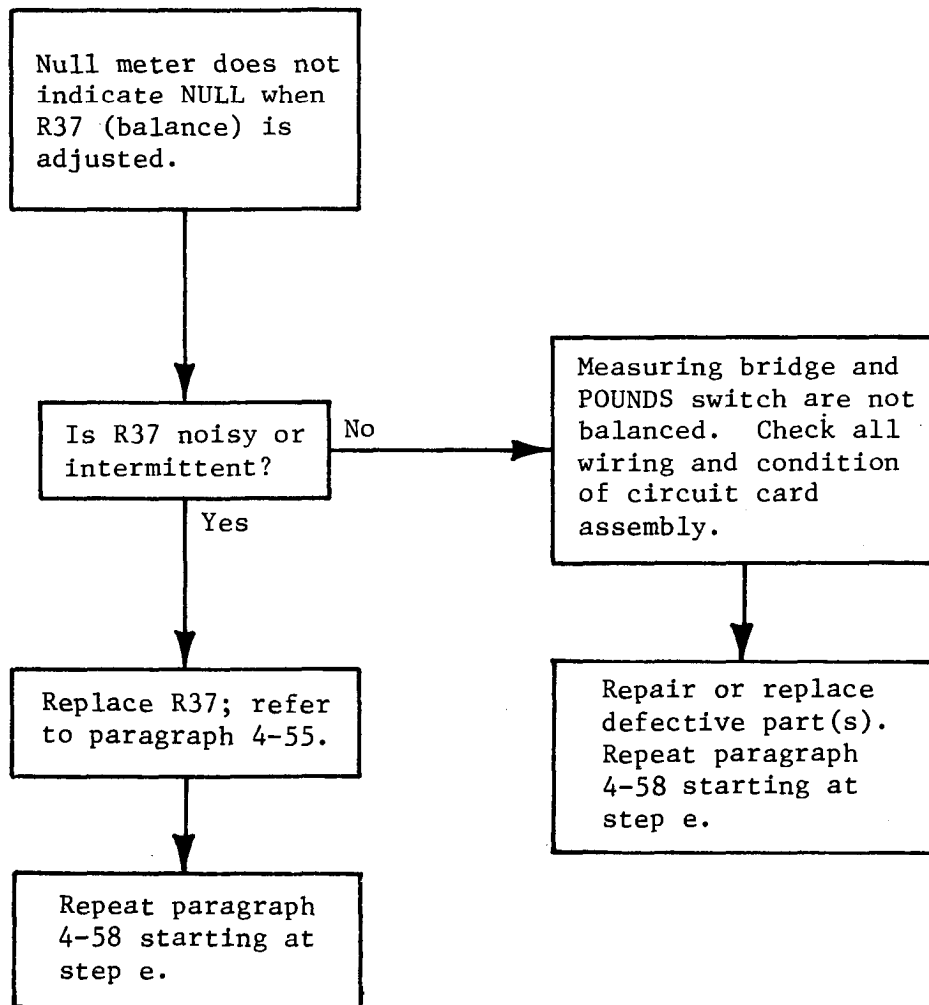 Null meter does not
indicate NULL when
R37 (balance) is
adjusted.
Is R37 noisy or
intermittent?
No
Yes
Measuring bridge and
POUNDS switch are not
balanced. Check all
wiring and condition
of circuit card
assembly.
Replace R37; refer
to paragraph 4-55.
Repair or replace
defective part(s).
Repeat paragraph
4-58 starting at
step e.
Repeat paragraph
4-58 starting at
step e.